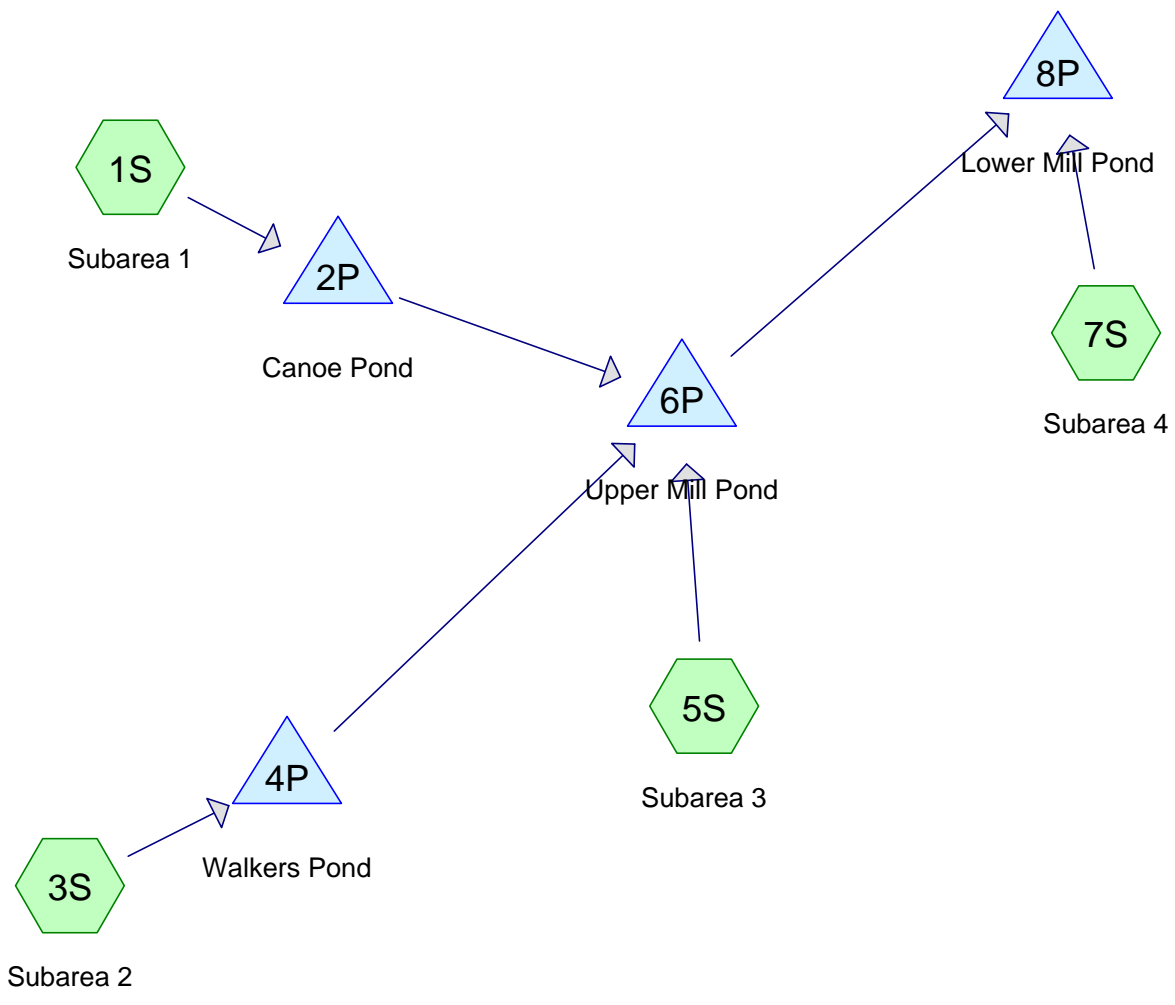 8P
Lower Mill Pond
1S
Subarea 1
2P
Canoe Pond
7S
Subarea 4
6P
Upper Mill Pond
5S
Subarea 3
4P
Walkers Pond
3S
Subarea 2